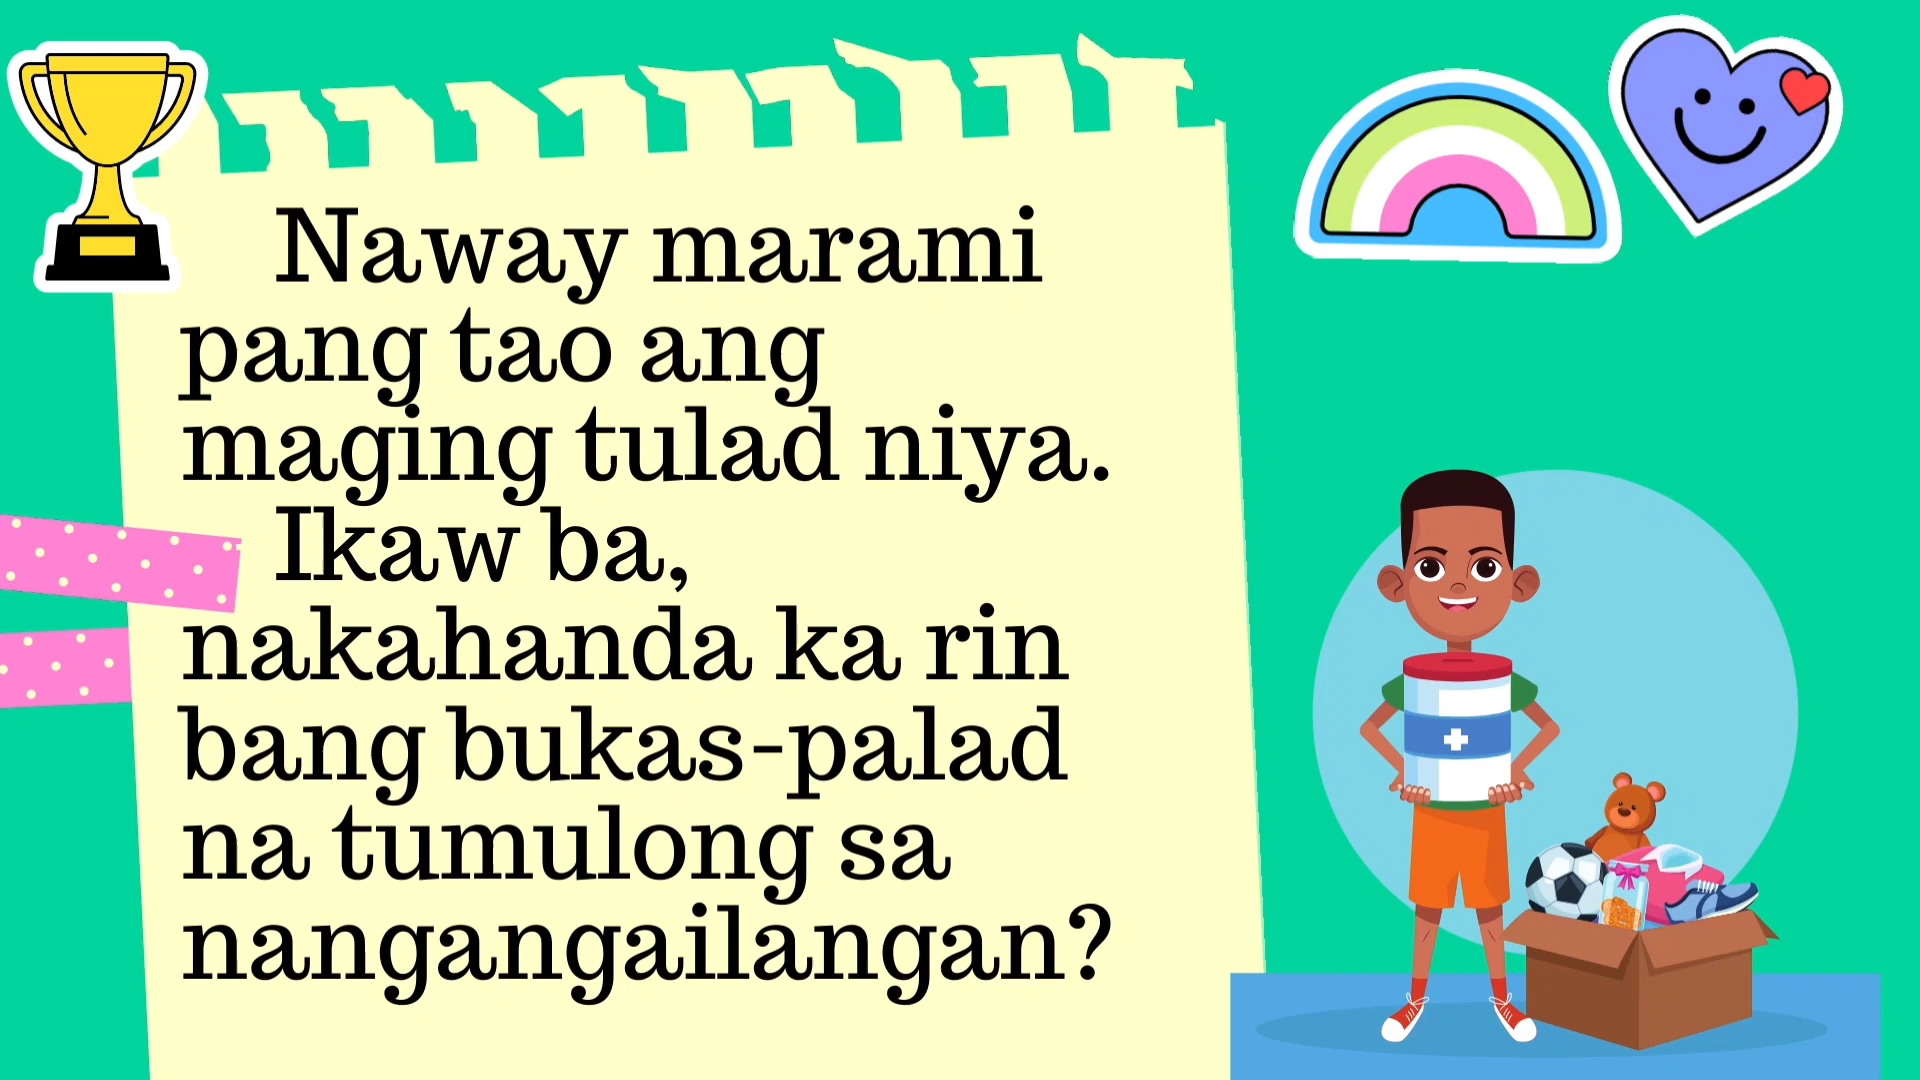 Naway marami
pang tao ang
maging tulad niya.
Ikaw ba,
nakahanda ka rin
bang bukas-palad
na tumulong sa
nangangailangan?